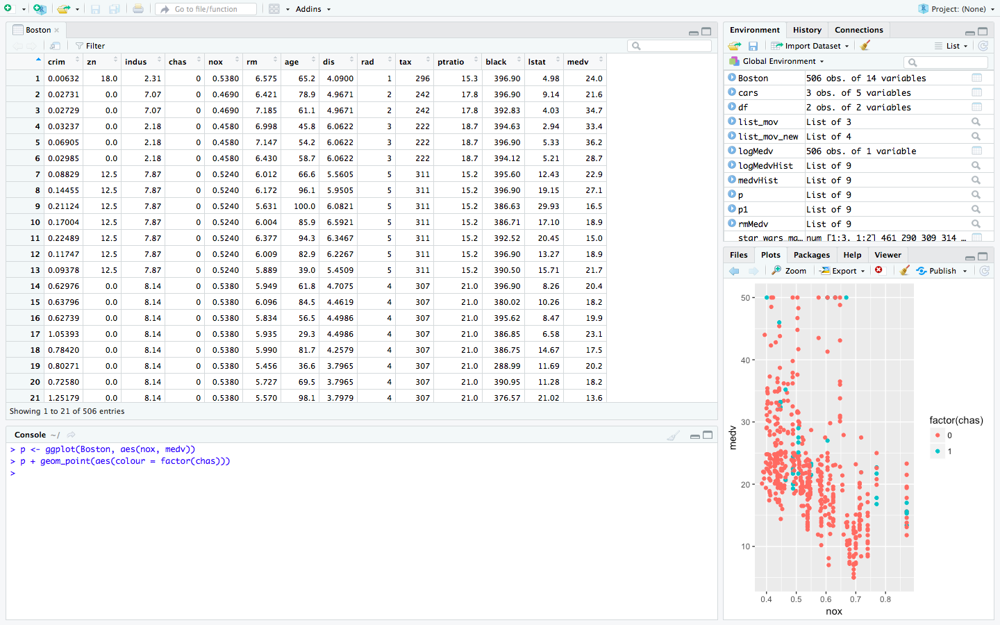 Go to file/function Addins Project: (None)
Boston
Filter
crim zn indus chas nox rm age dis rad tax ptratio black lstat medv
1 0.00632 18.0 2.31 0 0.5380 6.575 65.2 4.0900 1 296 15.3 396.90 4.98 24.0
2 0.02731 0.0 7.07 0 0.4690 6.421 78.9 4.9671 2 242 17.8 396.90 9.14 21.6
3 0.02729 0.0 7.07 0 0.4690 7.185 61.1 4.9671 2 242 17.8 392.83 4.03 34.7
4 0.03237 0.0 2.18 0 0.4580 6.998 45.8 6.0622 3 222 18.7 394.63 2.94 33.4
5 0.06905 0.0 2.18 0 0.4580 7.147 54.2 6.0622 3 222 18.7 396.90 5.33 36.2
6 0.02985 0.0 2.18 0 0.4580 6.430 58.7 6.0622 3 222 18.7 394.12 5.21 28.7
7 0.08829 12.5 7.87 0 0.5240 6.012 66.6 5.5605 5 311 15.2 395.60 12.43 22.9
8 0.14455 12.5 7.87 0 0.5240 6.172 96.1 5.9505 5 311 15.2 396.90 19.15 27.1
9 0.21124 12.5 7.87 0 0.5240 5.631 100.0 6.0821 5 311 15.2 386.63 29.93 16.5
10 0.17004 12.5 7.87 0 0.5240 6.004 85.9 6.5921 5 311 15.2 386.71 17.10 18.9
11 0.22489 12.5 7.87 0 0.5240 6.377 94.3 6.3467 5 311 15.2 392.52 20.45 15.0
12 0.11747 12.5 7.87 0 0.5240 6.009 82.9 6.2267 5 311 15.2 396.90 13.27 18.9
13 0.09378 12.5 7.87 0 0.5240 5.889 39.0 5.4509 5 311 15.2 390.50 15.71 21.7
14 0.62976 0.0 8.14 0 0.5380 5.949 61.8 4.7075 4 307 21.0 396.90 8.26 20.4
15 0.63796 0.0 8.14 0 0.5380 6.096 84.5 4.4619 4 307 21.0 380.02 10.26 18.2
16 0.62739 0.0 8.14 0 0.5380 5.834 56.5 4.4986 4 307 21.0 395.62 8.47 19.9
17 1.05393 0.0 8.14 0 0.5380 5.935 29.3 4.4986 4 307 21.0 386.85 6.58 23.1
18 0.78420 0.0 8.14 0 0.5380 5.990 81.7 4.2579 4 307 21.0 386.75 14.67 17.5
19 0.80271 0.0 8.14 0 0.5380 5.456 36.6 3.7965 4 307 21.0 288.99 11.69 20.2
20 0.72580 0.0 8.14 0 0.5380 5.727 69.5 3.7965 4 307 21.0 390.95 11.28 18.2
21 1.25179 0.0 8.14 0 0.5380 5.570 98.1 3.7979 4 307 21.0 376.57 21.02 13.6
Showing 1 to 21 of 506 entries
Console ~/
> p <- ggplot(Boston, aes(nox, medv))
> p + geom_point(aes(colour = factor(chas)))
>
Environment History Connections
Import Dataset List
Global Environment
Boston 506 obs. of 14 variables
cars 3 obs. of 5 variables
df 2 obs. of 2 variables
list_mov List of 3
list_mov_new List of 4
logMedv 506 obs. of 1 variable
logMedvHist List of 9
medvHist List of 9
p List of 9
p1 List of 9
rmMedv List of 9
star_wars_ma… num [1:3, 1:2] 461 290 309 314 …
Files Plots Packages Help Viewer
Zoom Export Publish
50
40
30
20
10
medv
0.4 0.5 0.6 0.7 0.8
nox
factor(chas)
0
1